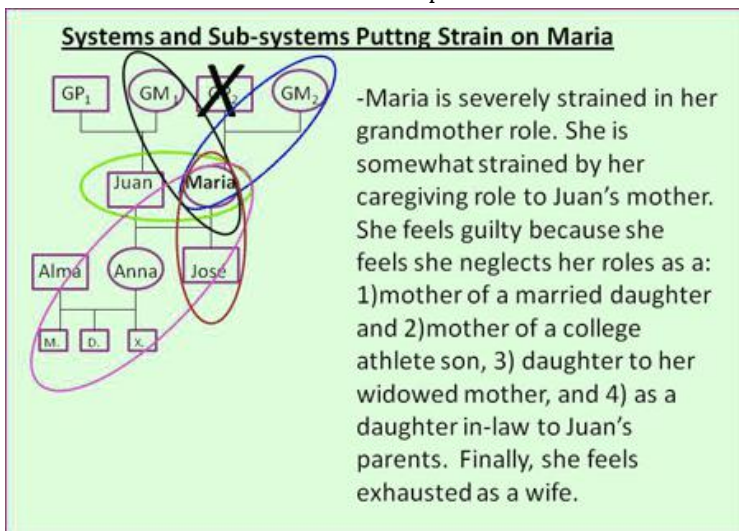 Systems and Sub-systems Puttng Strain on Maria
GP1 GM1 GP2 GM2
-Maria is severely strained in her
grandmother role. She is
somewhat strained by her
caregiving role to Juan's mother.
She feels guilty because she
feels she neglects her roles as a:
1)mother of a married daughter
and 2)mother of a college
athlete son, 3) daughter to her
widowed mother, and 4) as a
daughter in-law to Juan's
parents. Finally, she feels
exhausted as a wife.
Juan Maria
Alma Anna José
M. D. X.